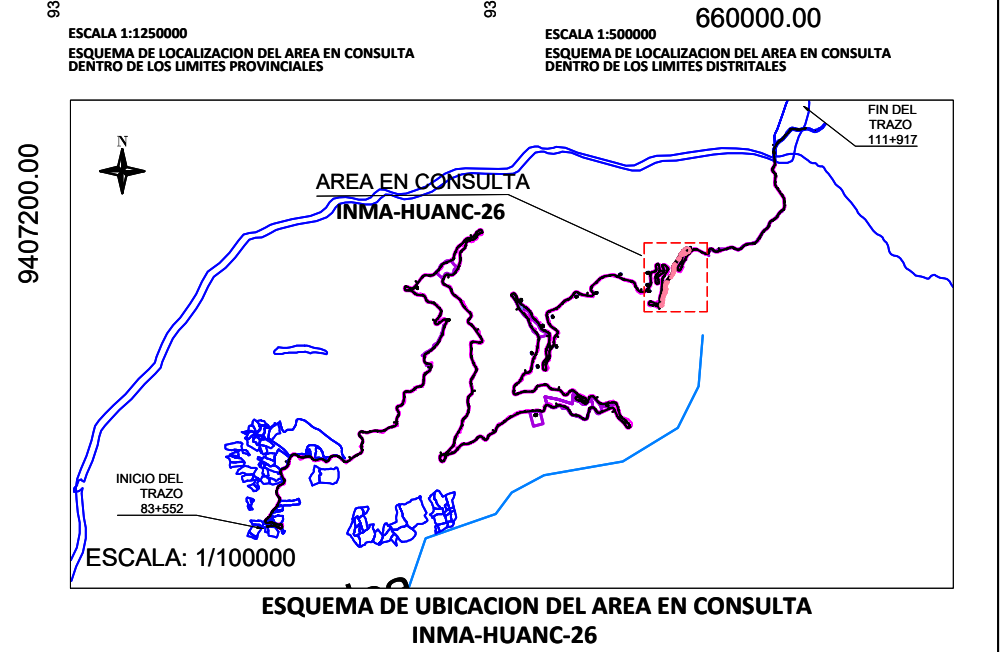 93
93
660000.00
ESCALA 1:1250000
ESQUEMA DE LOCALIZACION DEL AREA EN CONSULTA
DENTRO DE LOS LIMITES PROVINCIALES
ESCALA 1:500000
ESQUEMA DE LOCALIZACION DEL AREA EN CONSULTA
DENTRO DE LOS LIMITES DISTRITALES
9407200.00
N
FIN DEL
TRAZO
111+917
AREA EN CONSULTA
INMA-HUANC-26
INICIO DEL
TRAZO
83+552
ESCALA: 1/100000
ESQUEMA DE UBICACION DEL AREA EN CONSULTA
INMA-HUANC-26